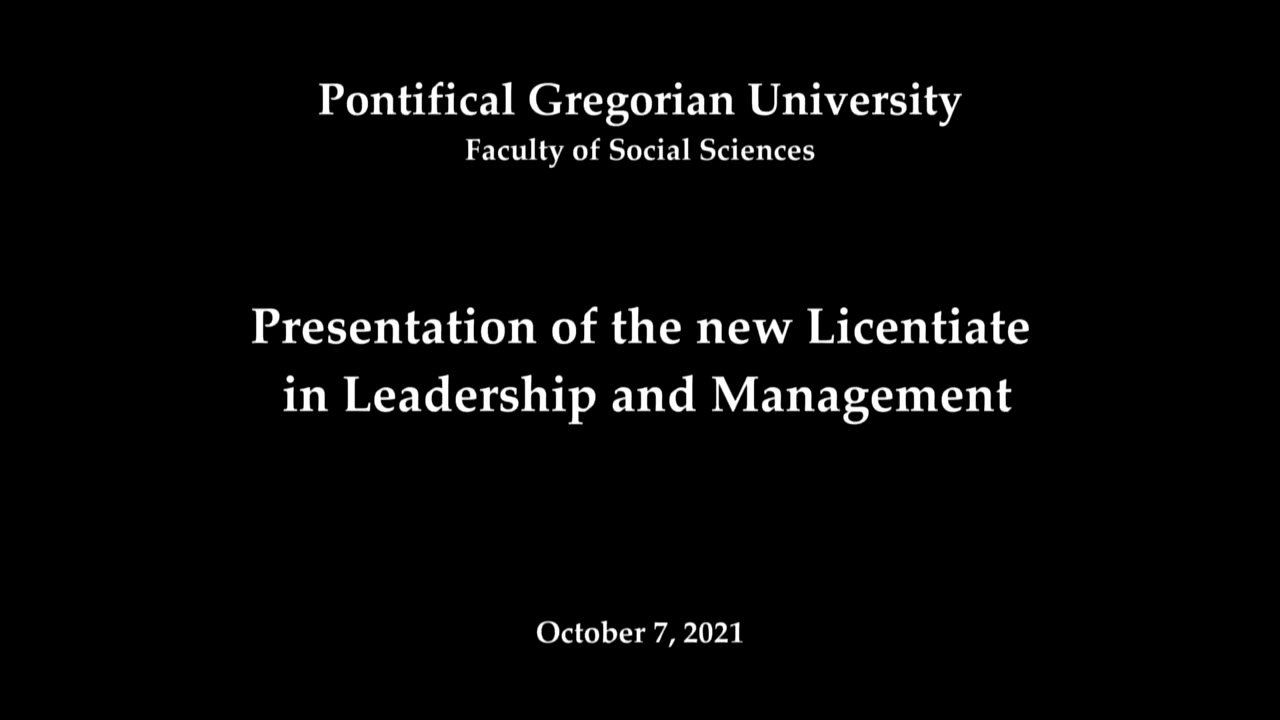 Pontifical Gregorian University
Faculty of Social Sciences
Presentation of the new Licentiate
in Leadership and Management
October 7, 2021